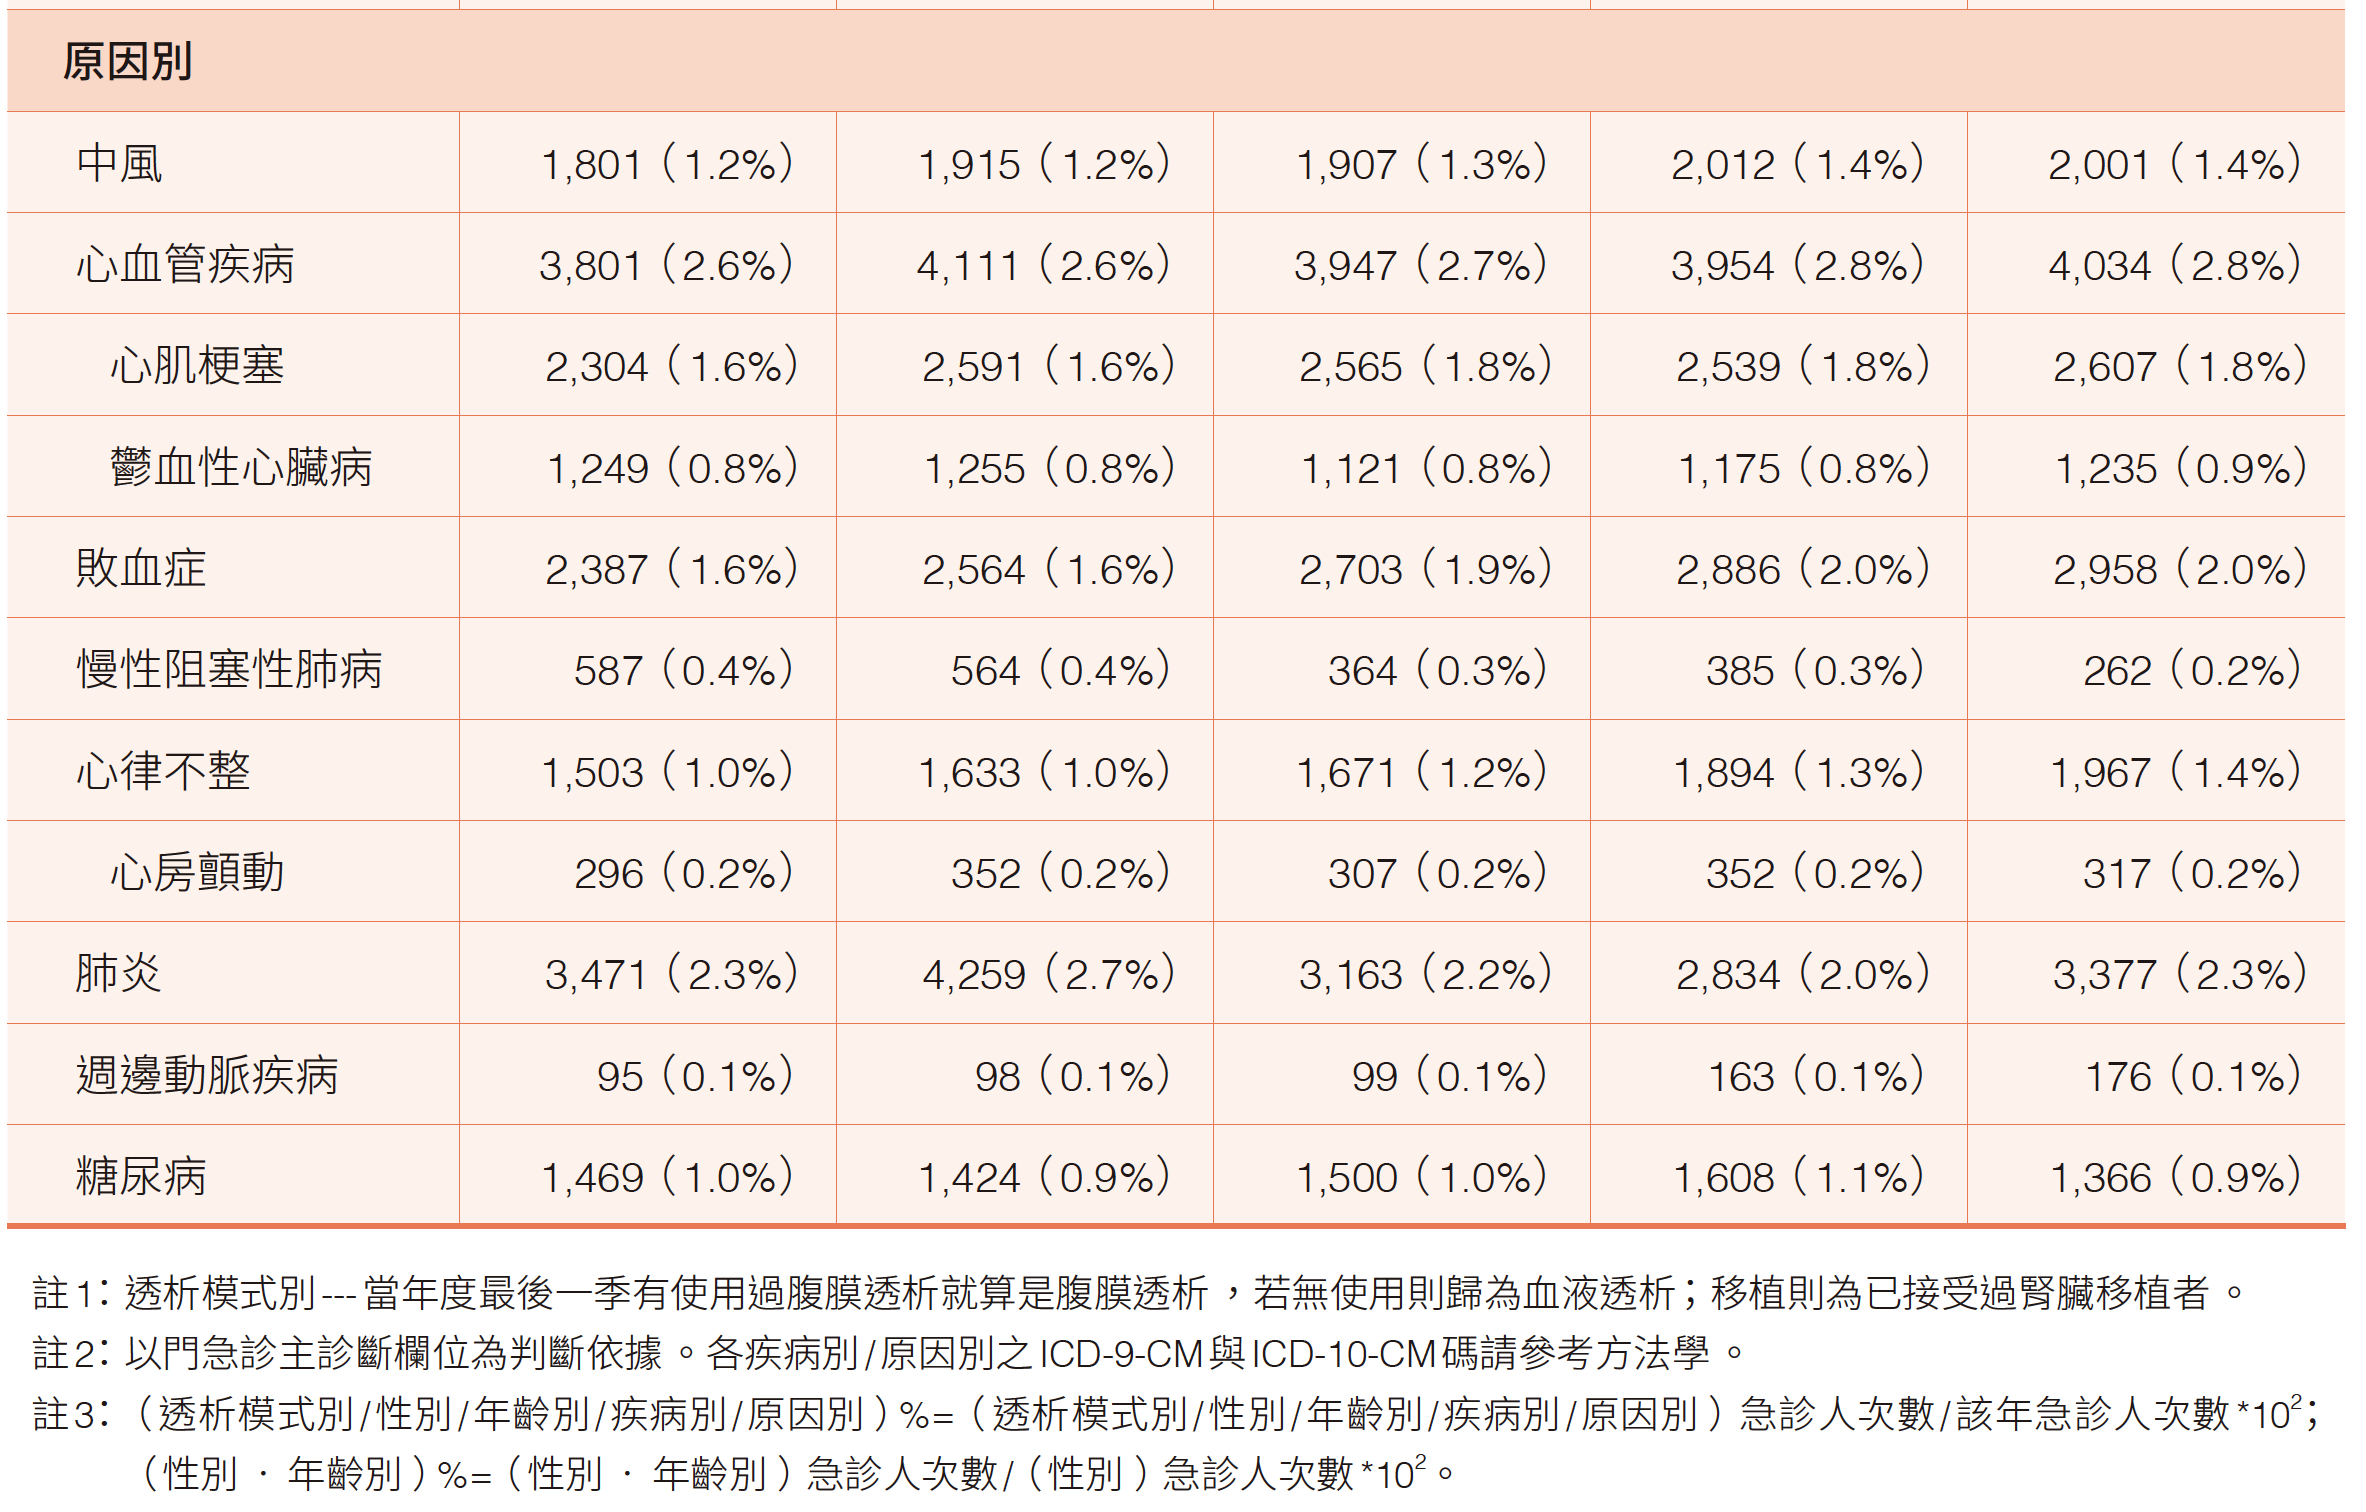 原因別
中風 1,801（1.2%） 1,915（1.2%） 1,907（1.3%） 2,012（1.4%） 2,001（1.4%）
心血管疾病 3,801（2.6%） 4,111（2.6%） 3,947（2.7%） 3,954（2.8%） 4,034（2.8%）
心肌梗塞 2,304（1.6%） 2,591（1.6%） 2,565（1.8%） 2,539（1.8%） 2,607（1.8%）
鬱血性心臟病 1,249（0.8%） 1,255（0.8%） 1,121（0.8%） 1,175（0.8%） 1,235（0.9%）
敗血症 2,387（1.6%） 2,564（1.6%） 2,703（1.9%） 2,886（2.0%） 2,958（2.0%）
慢性阻塞性肺病 587（0.4%） 564（0.4%） 364（0.3%） 385（0.3%） 262（0.2%）
心律不整 1,503（1.0%） 1,633（1.0%） 1,671（1.2%） 1,894（1.3%） 1,967（1.4%）
心房顫動 296（0.2%） 352（0.2%） 307（0.2%） 352（0.2%） 317（0.2%）
肺炎 3,471（2.3%） 4,259（2.7%） 3,163（2.2%） 2,834（2.0%） 3,377（2.3%）
週邊動脈疾病 95（0.1%） 98（0.1%） 99（0.1%） 163（0.1%） 176（0.1%）
糖尿病 1,469（1.0%） 1,424（0.9%） 1,500（1.0%） 1,608（1.1%） 1,366（0.9%）
註1：透析模式別---當年度最後一季有使用過腹膜透析就算是腹膜透析，若無使用則歸為血液透析；移植則為已接受過腎臟移植者。
註2：以門急診主診斷欄位為判斷依據。各疾病別/原因別之ICD-9-CM與ICD-10-CM碼請參考方法學。
註3：（透析模式別/性別/年齡別/疾病別/原因別）%=（透析模式別/性別/年齡別/疾病別/原因別）急診人次數/該年急診人次數*10²；
（性別．年齡別）%=（性別．年齡別）急診人次數/（性別）急診人次數*10²。